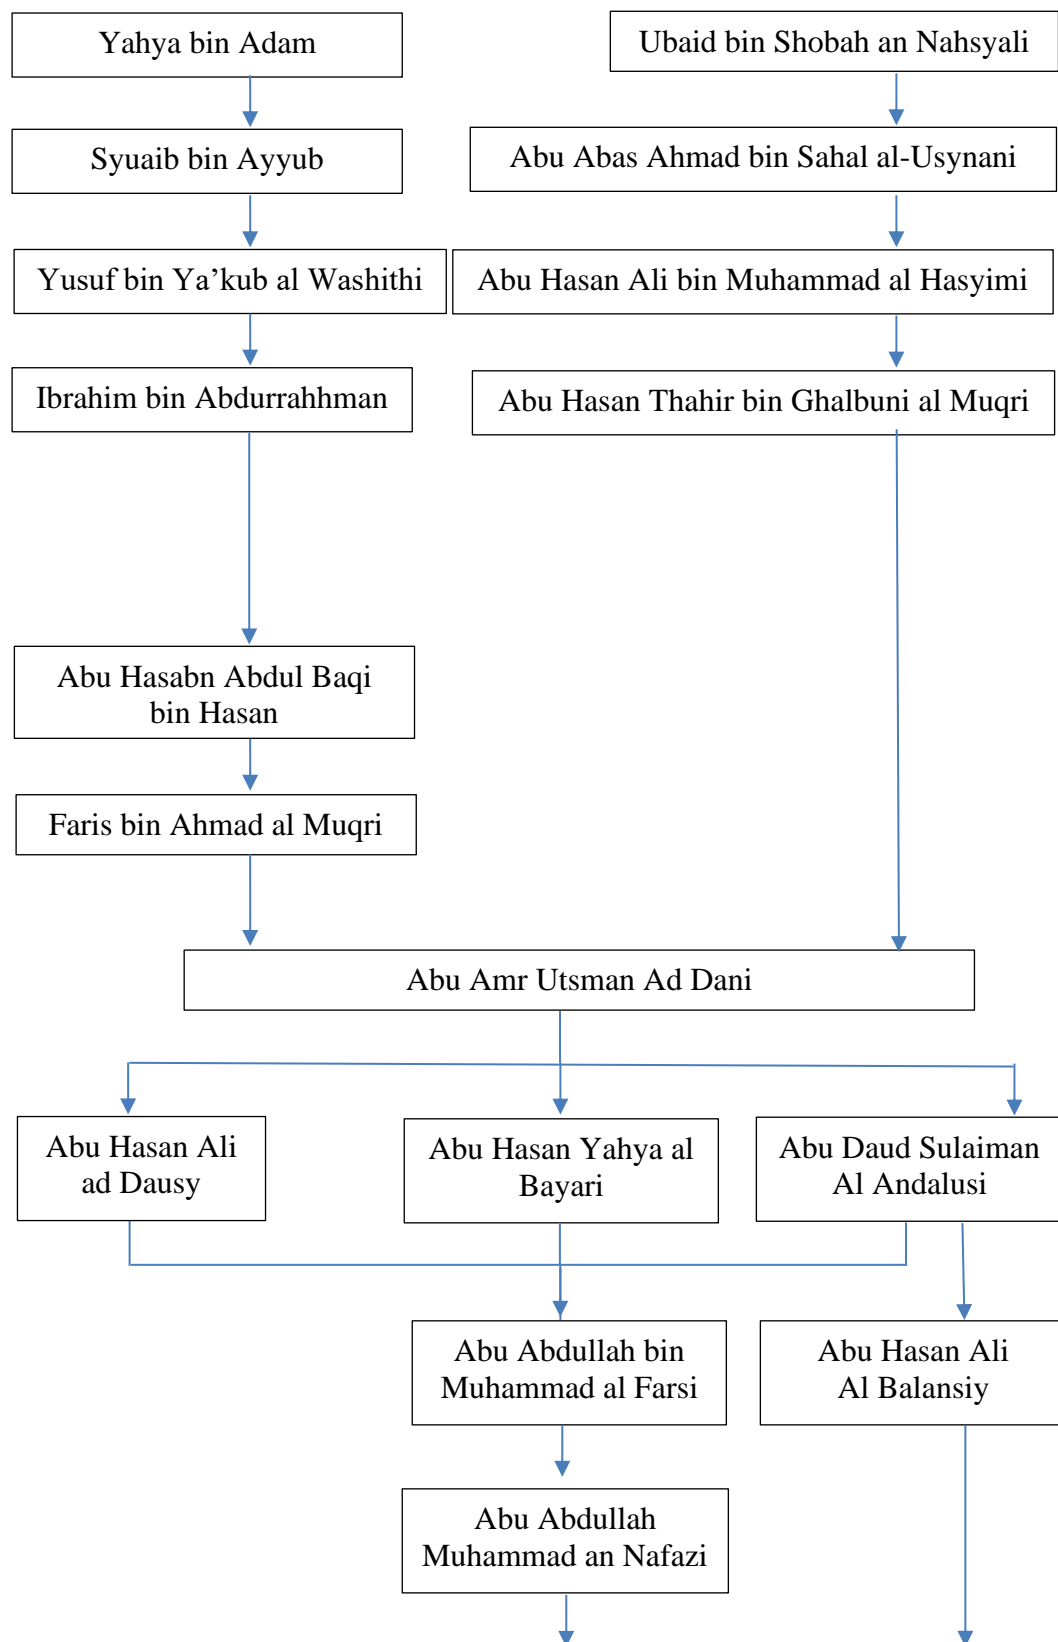 Yahya bin Adam
Ubaid bin Shobah an Nahsyali
Syuaib bin Ayyub
Abu Abas Ahmad bin Sahal al-Usynani
Yusuf bin Ya’kub al Washithi
Abu Hasan Ali bin Muhammad al Hasyimi
Ibrahim bin Abdurrahhman
Abu Hasan Thahir bin Ghalbuni al Muqri
Abu Hasabn Abdul Baqi
bin Hasan
Faris bin Ahmad al Muqri
Abu Amr Utsman Ad Dani
Abu Hasan Ali
ad Dausy
Abu Hasan Yahya al
Bayari
Abu Daud Sulaiman
Al Andalusi
Abu Abdullah bin
Muhammad al Farsi
Abu Hasan Ali
Al Balansiy
Abu Abdullah
Muhammad an Nafazi